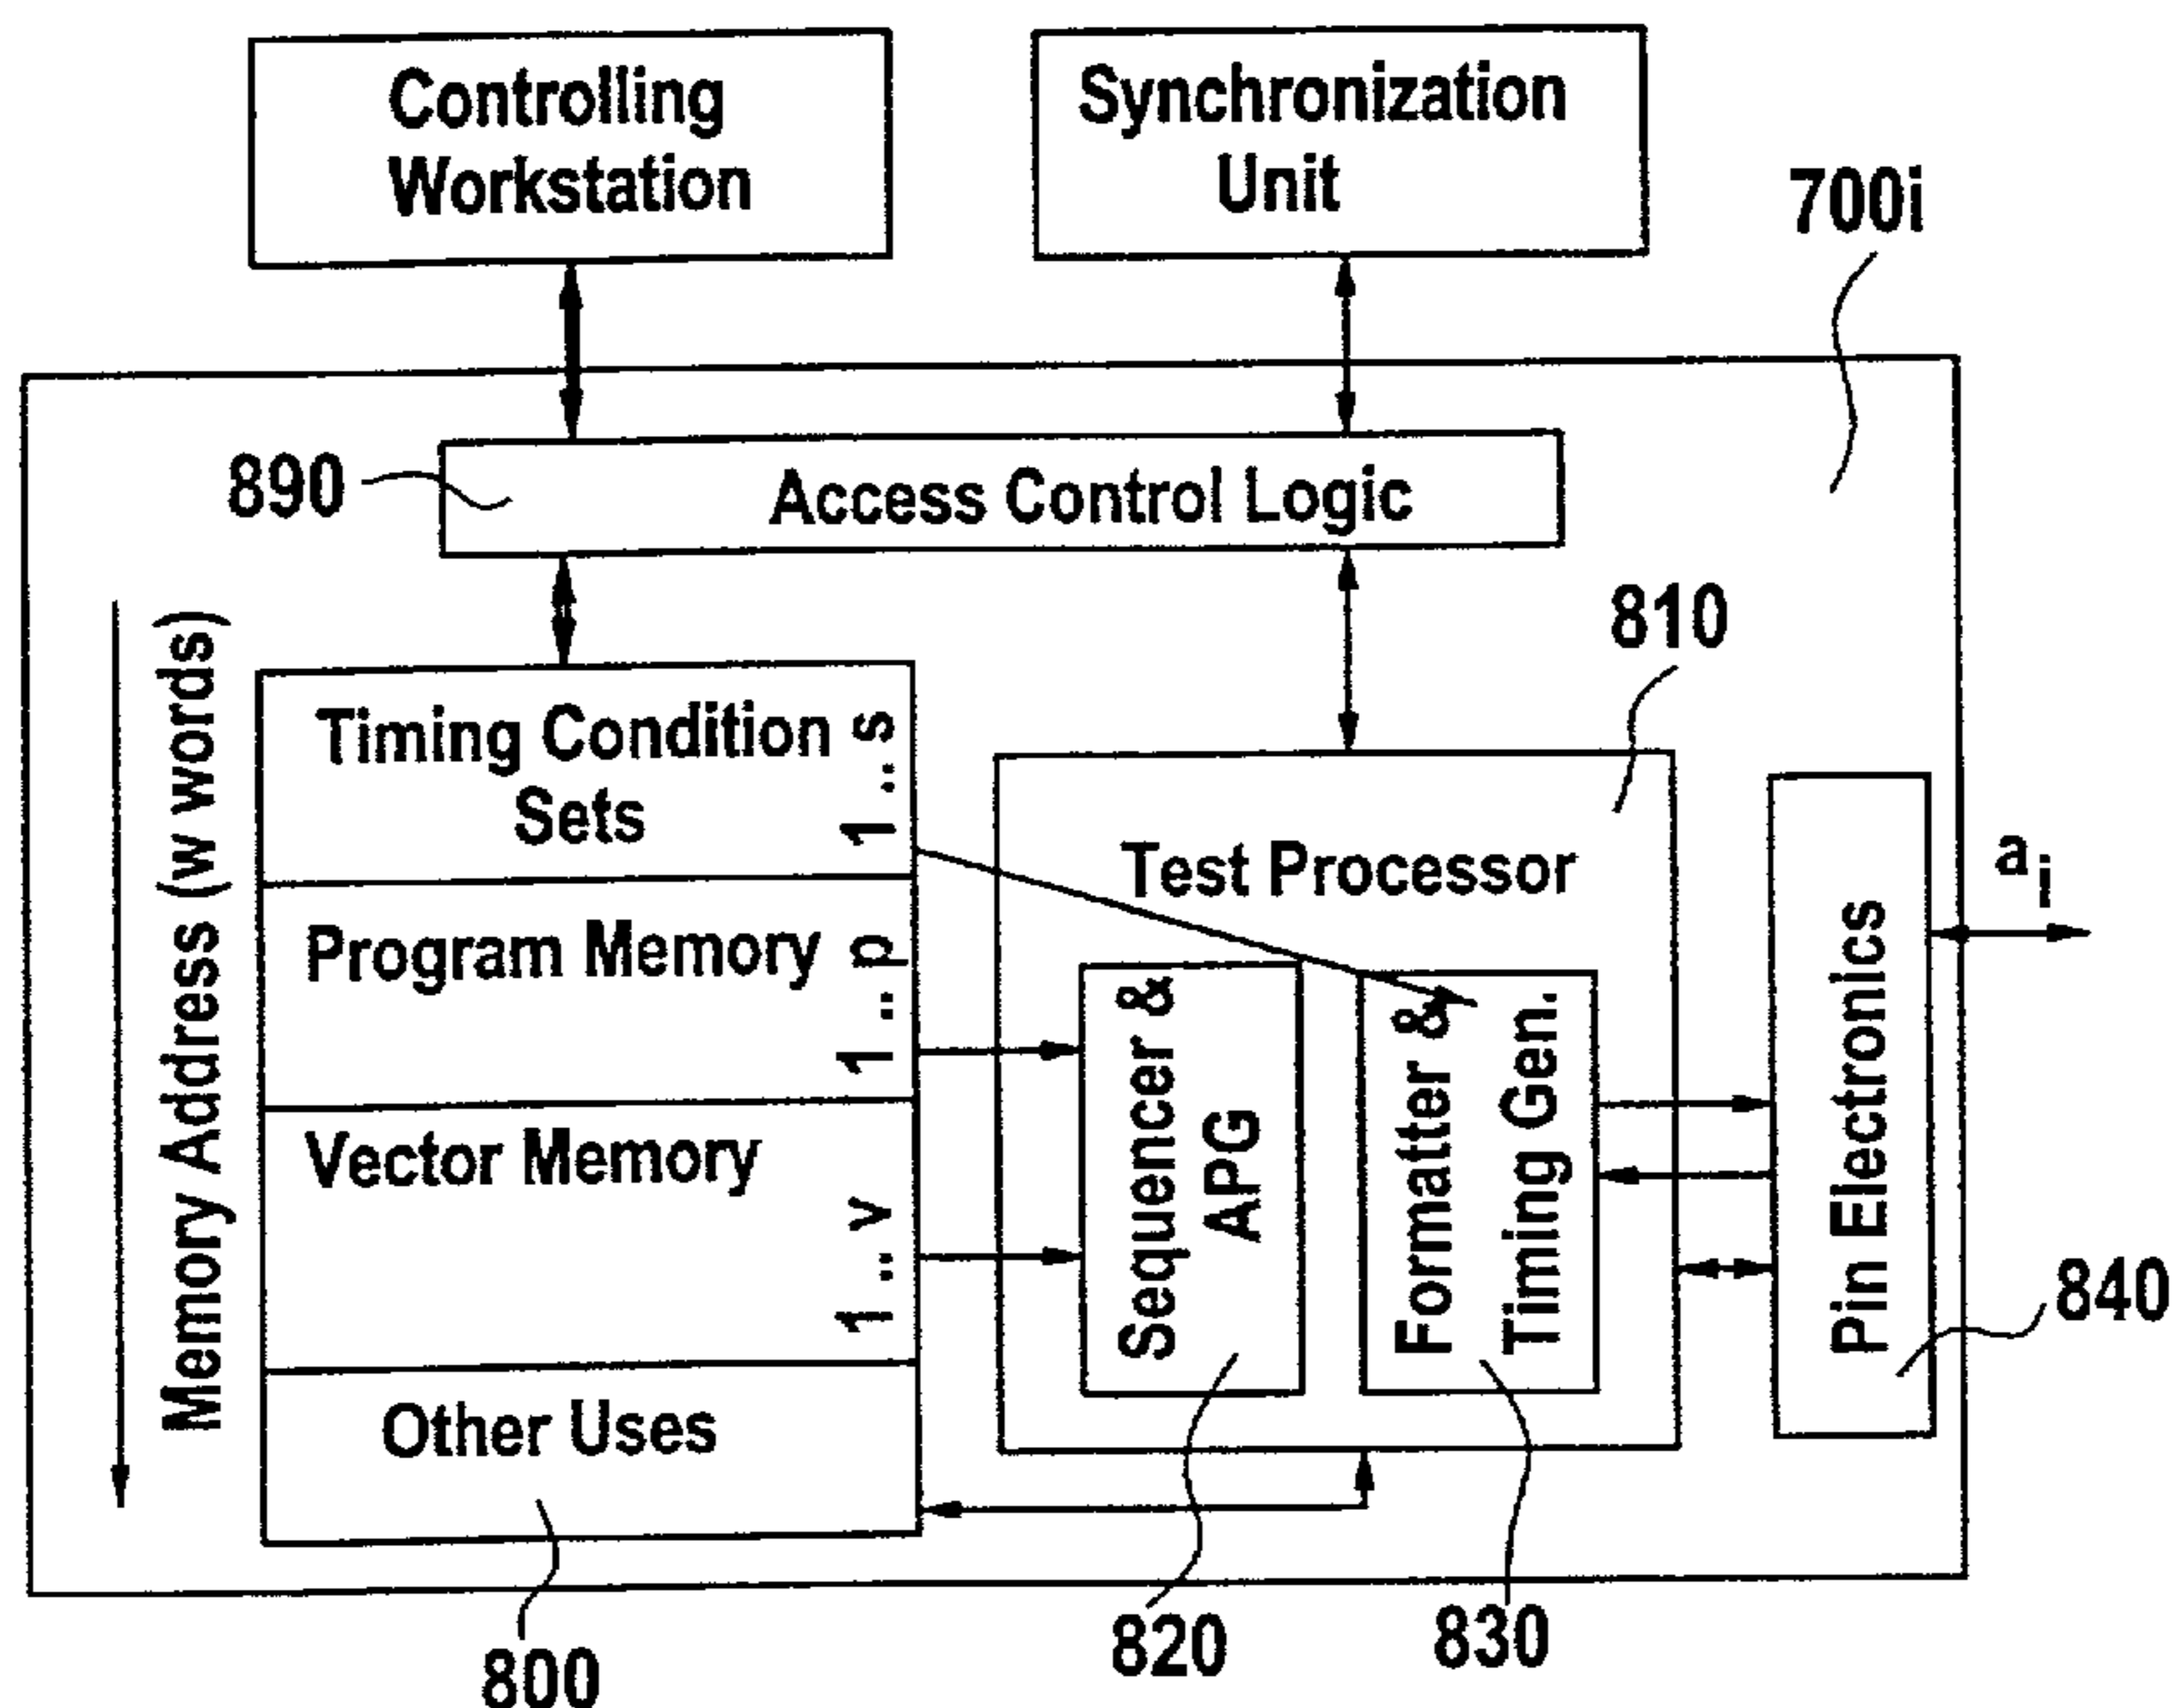 Controlling
Workstation
Synchronization
Unit
700i
890
Access Control Logic
810
Memory Address (w words)
Timing Condition
Sets
1 .. s
Program Memory
1 .. p
Vector Memory
1 .. v
Other Uses
Test Processor
Sequencer &
APG
Formatter &
Timing Gen.
Pin Electronics
ai
840
800
820
830